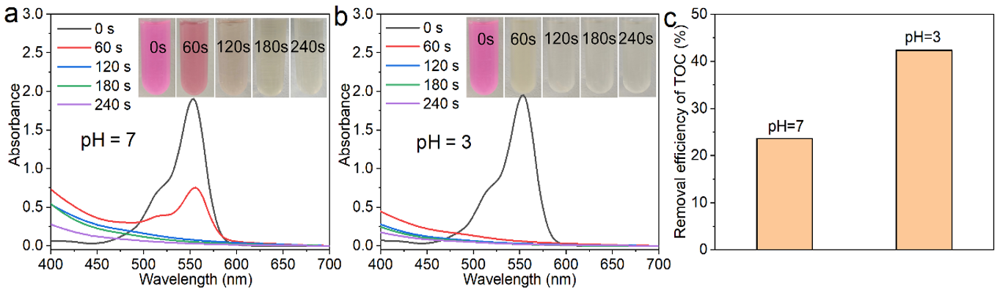 a
3.0
2.5
2.0
1.5
1.0
0.5
0.0
Absorbance
0 s
60 s
120 s
180 s
240 s
0s 60s 120s 180s 240s
pH = 7
400 450 500 550 600 650 700
Wavelength (nm)
b
3.0
2.5
2.0
1.5
1.0
0.5
0.0
Absorbance
0 s
60 s
120 s
180 s
240 s
0s 60s 120s 180s 240s
pH = 3
400 450 500 550 600 650 700
Wavelength (nm)
c
50
40
30
20
10
0
Removal efficiency of TOC (%)
pH=7
pH=3